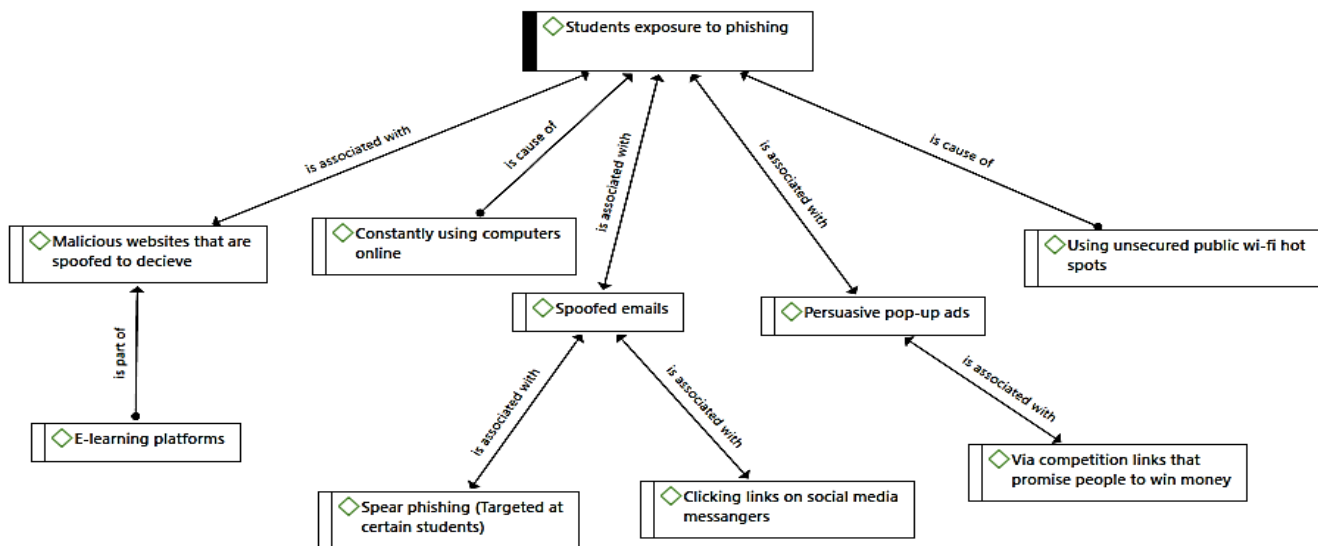 Students exposure to phishing
is associated with
is cause of
is associated with
is associated with
is cause of
Malicious websites that are
spoofed to decieve
Constantly using computers
online
Using unsecured public wi-fi hot
spots
Spoofed emails
Persuasive pop-up ads
is part of
is associated with
is associated with
is associated with
E-learning platforms
Via competition links that
promise people to win money
Spear phishing (Targeted at
certain students)
Clicking links on social media
messangers